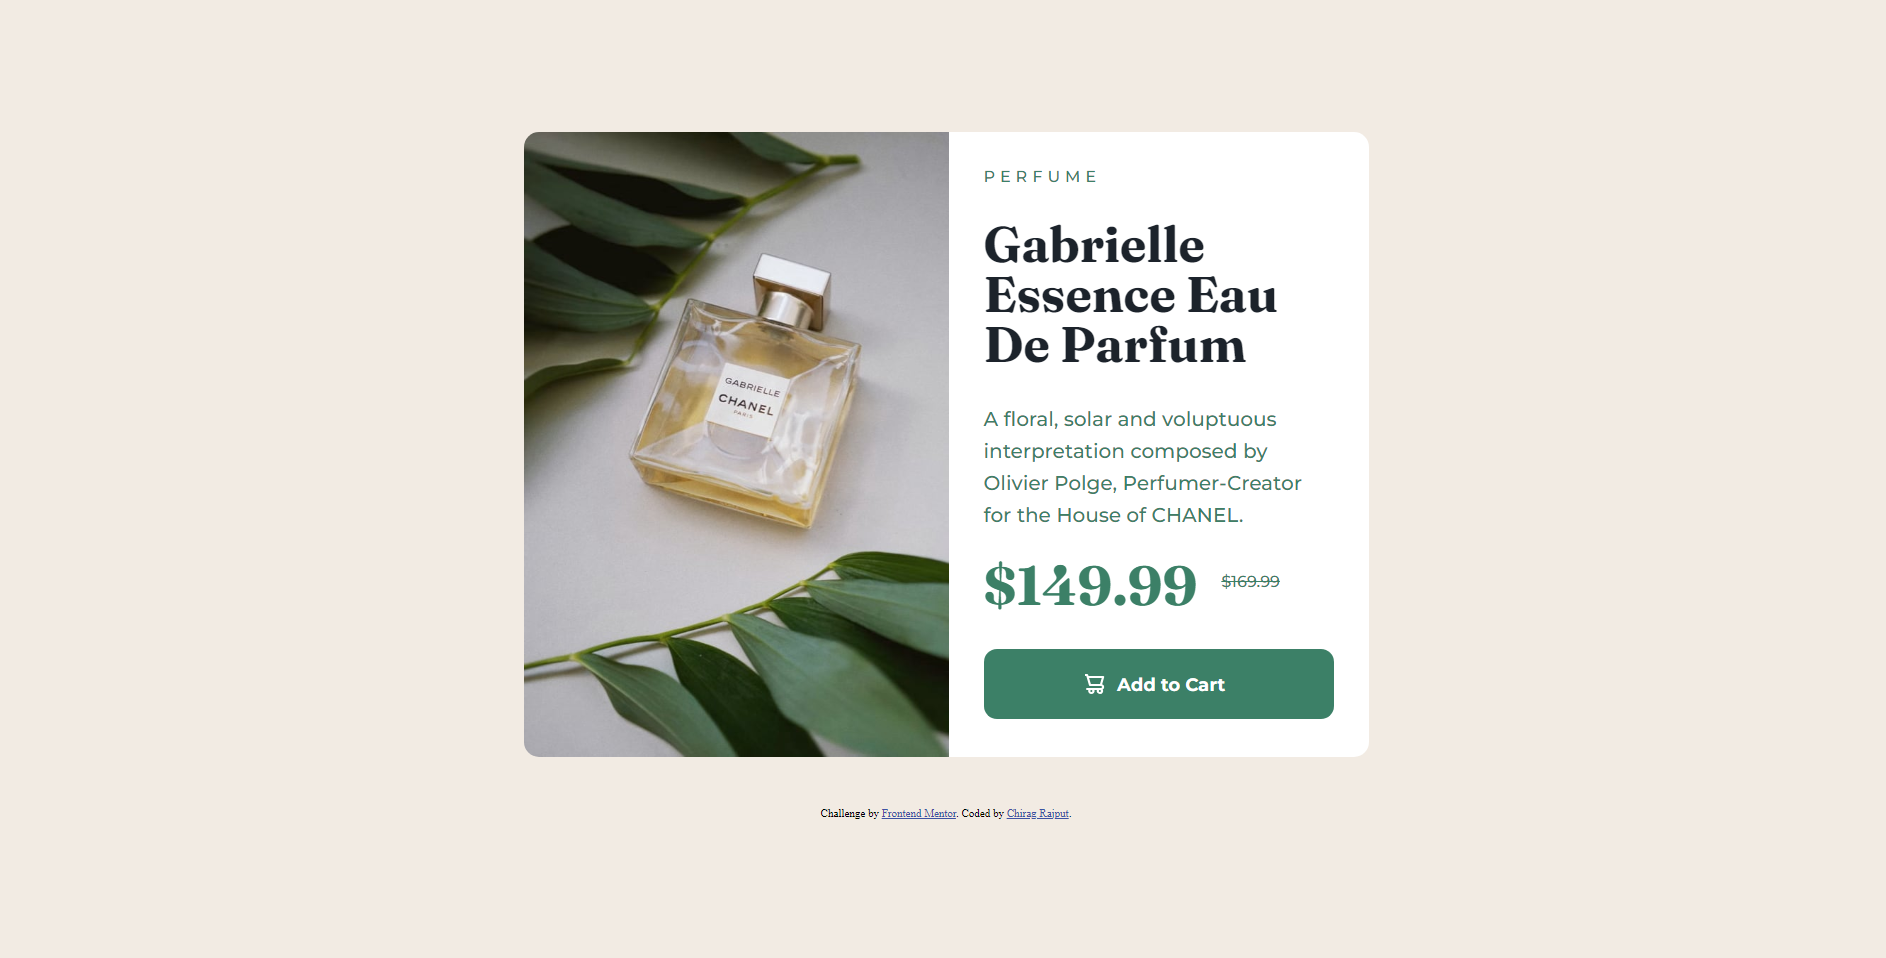 GABRIELLE
CHANEL
PARIS
PERFUME
Gabrielle
Essence Eau
De Parfum
A floral, solar and voluptuous
interpretation composed by
Olivier Polge, Perfumer-Creator
for the House of CHANEL.
$149.99 $169.99
Add to Cart
Challenge by Frontend Mentor. Coded by Chirag Rajput.